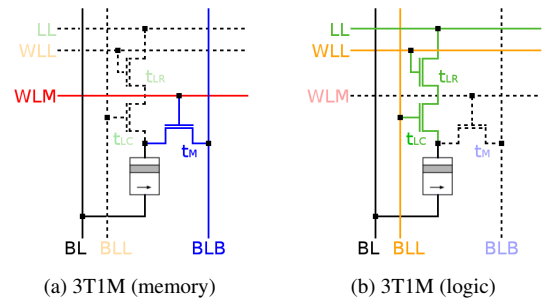 LL
WLL
tLR
WLM
tLC
tM
BL
BLL
BLB
(a) 3T1M (memory)
LL
WLL
tLR
WLM
tLC
tM
BL
BLL
BLB
(b) 3T1M (logic)